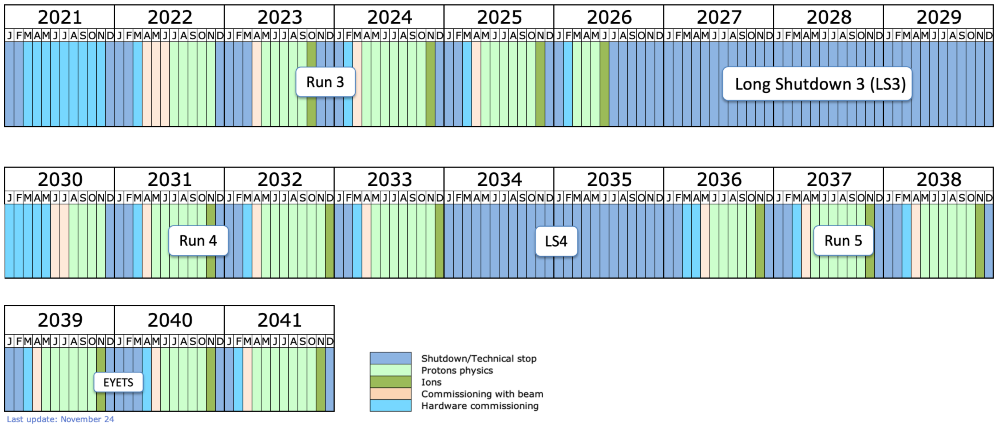 2021 2022 2023 2024 2025 2026 2027 2028 2029
J F M A M J J A S O N D J F M A M J J A S O N D J F M A M J J A S O N D J F M A M J J A S O N D J F M A M J J A S O N D J F M A M J J A S O N D J F M A M J J A S O N D J F M A M J J A S O N D J F M A M J J A S O N D
Run 3 Long Shutdown 3 (LS3)
2030 2031 2032 2033 2034 2035 2036 2037 2038
J F M A M J J A S O N D J F M A M J J A S O N D J F M A M J J A S O N D J F M A M J J A S O N D J F M A M J J A S O N D J F M A M J J A S O N D J F M A M J J A S O N D J F M A M J J A S O N D J F M A M J J A S O N D
Run 4 LS4 Run 5
2039 2040 2041
J F M A M J J A S O N D J F M A M J J A S O N D J F M A M J J A S O N D
EYETS
Shutdown/Technical stop
Protons physics
Ions
Commissioning with beam
Hardware commissioning
Last update: November 24